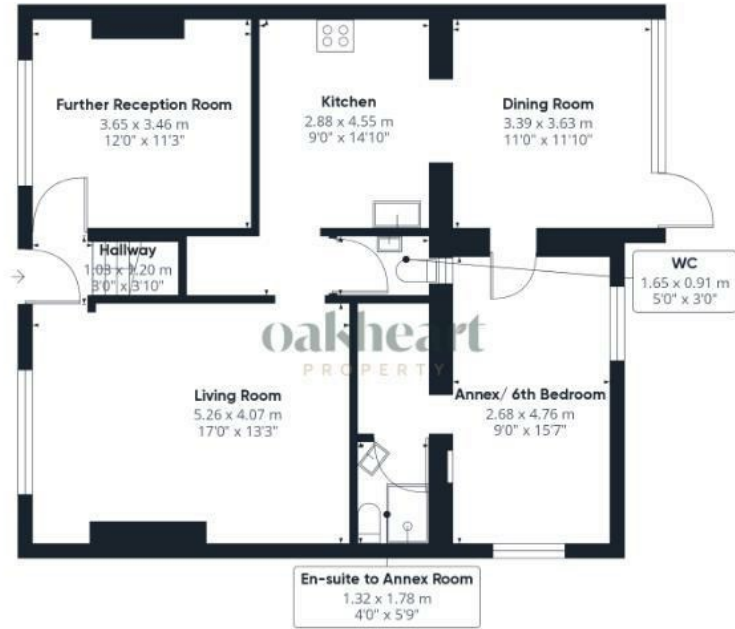 Further Reception Room
3.65 x 3.46 m
12'0" x 11'3"
Kitchen
2.88 x 4.55 m
9'0" x 14'10"
Dining Room
3.39 x 3.63 m
11'0" x 11'10"
Hallway
1.03 x 1.20 m
3'0" x 3'10"
WC
1.65 x 0.91 m
5'0" x 3'0"
oakheart
PROPERTY
Living Room
5.26 x 4.07 m
17'0" x 13'3"
Annex/ 6th Bedroom
2.68 x 4.76 m
9'0" x 15'7"
En-suite to Annex Room
1.32 x 1.78 m
4'0" x 5'9"